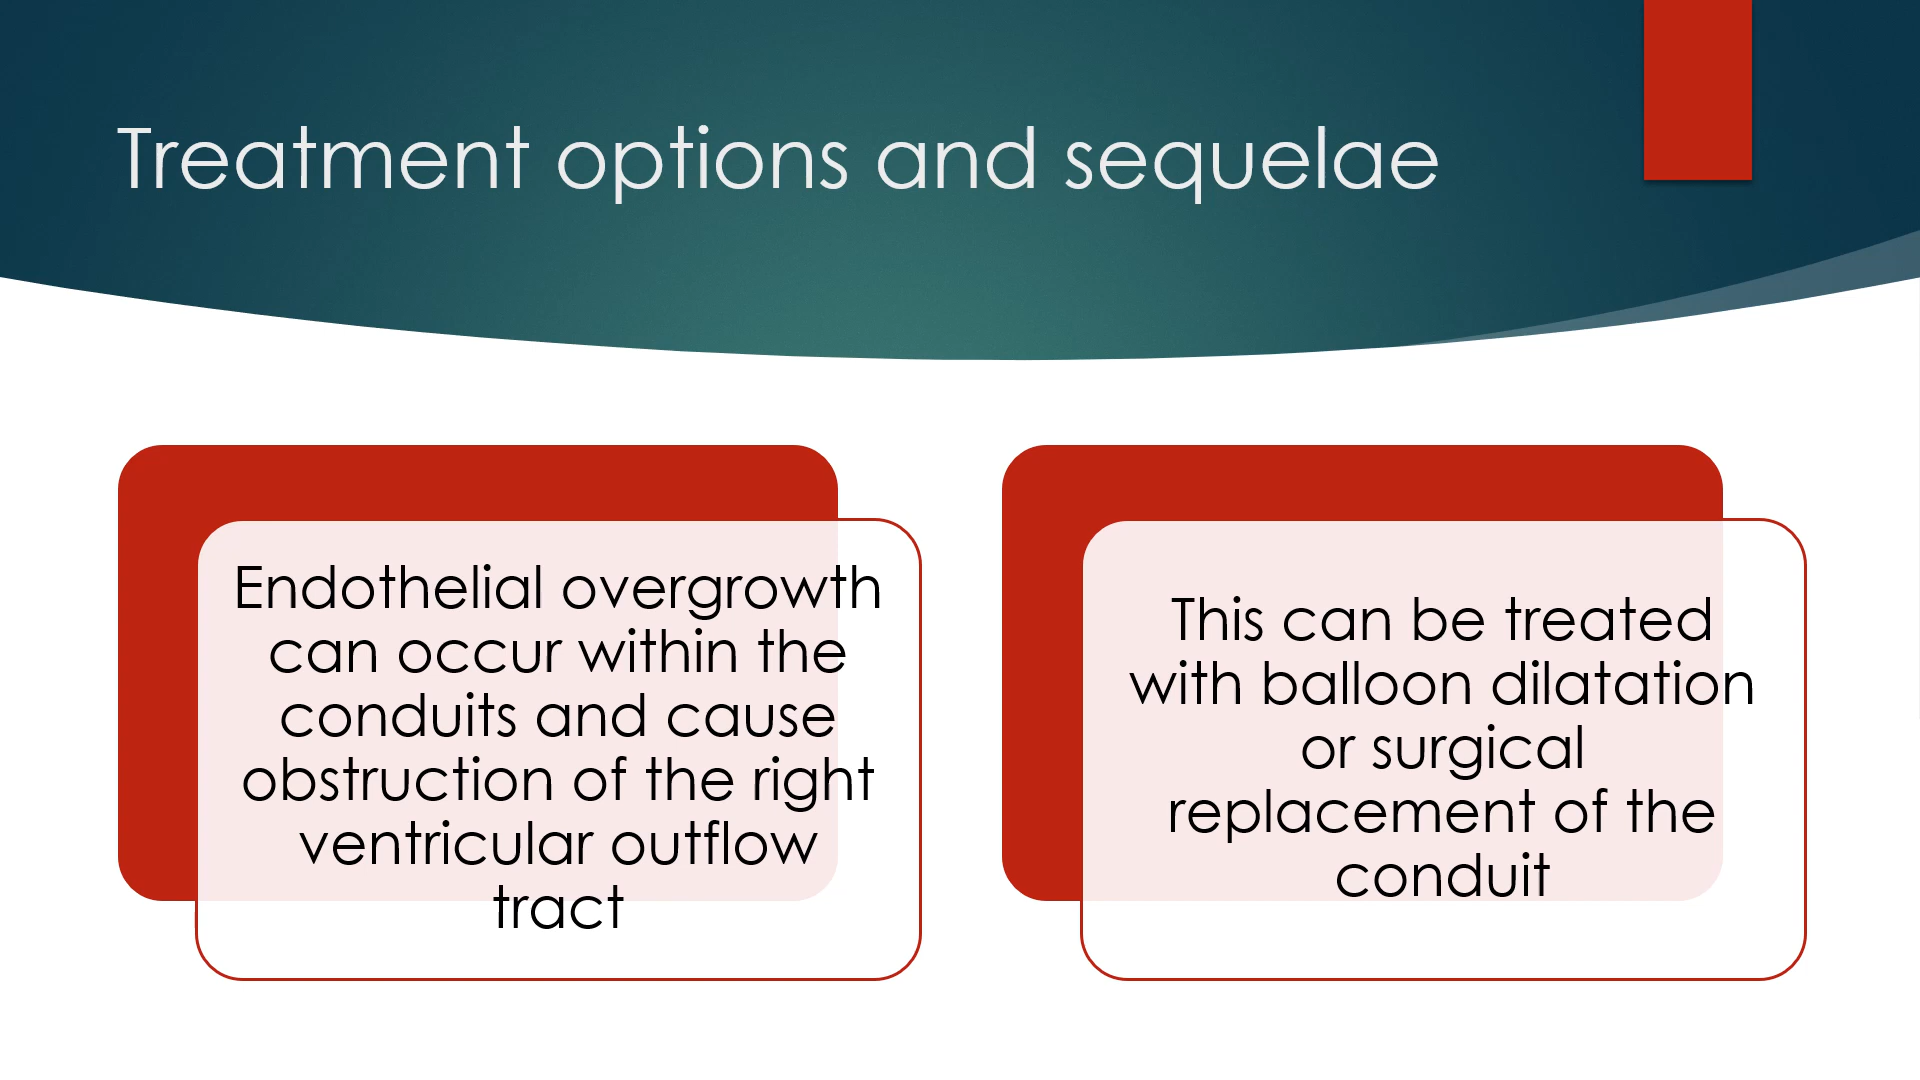 Treatment options and sequelae
Endothelial overgrowth
can occur within the
conduits and cause
obstruction of the right
ventricular outflow
tract
This can be treated
with balloon dilatation
or surgical
replacement of the
conduit